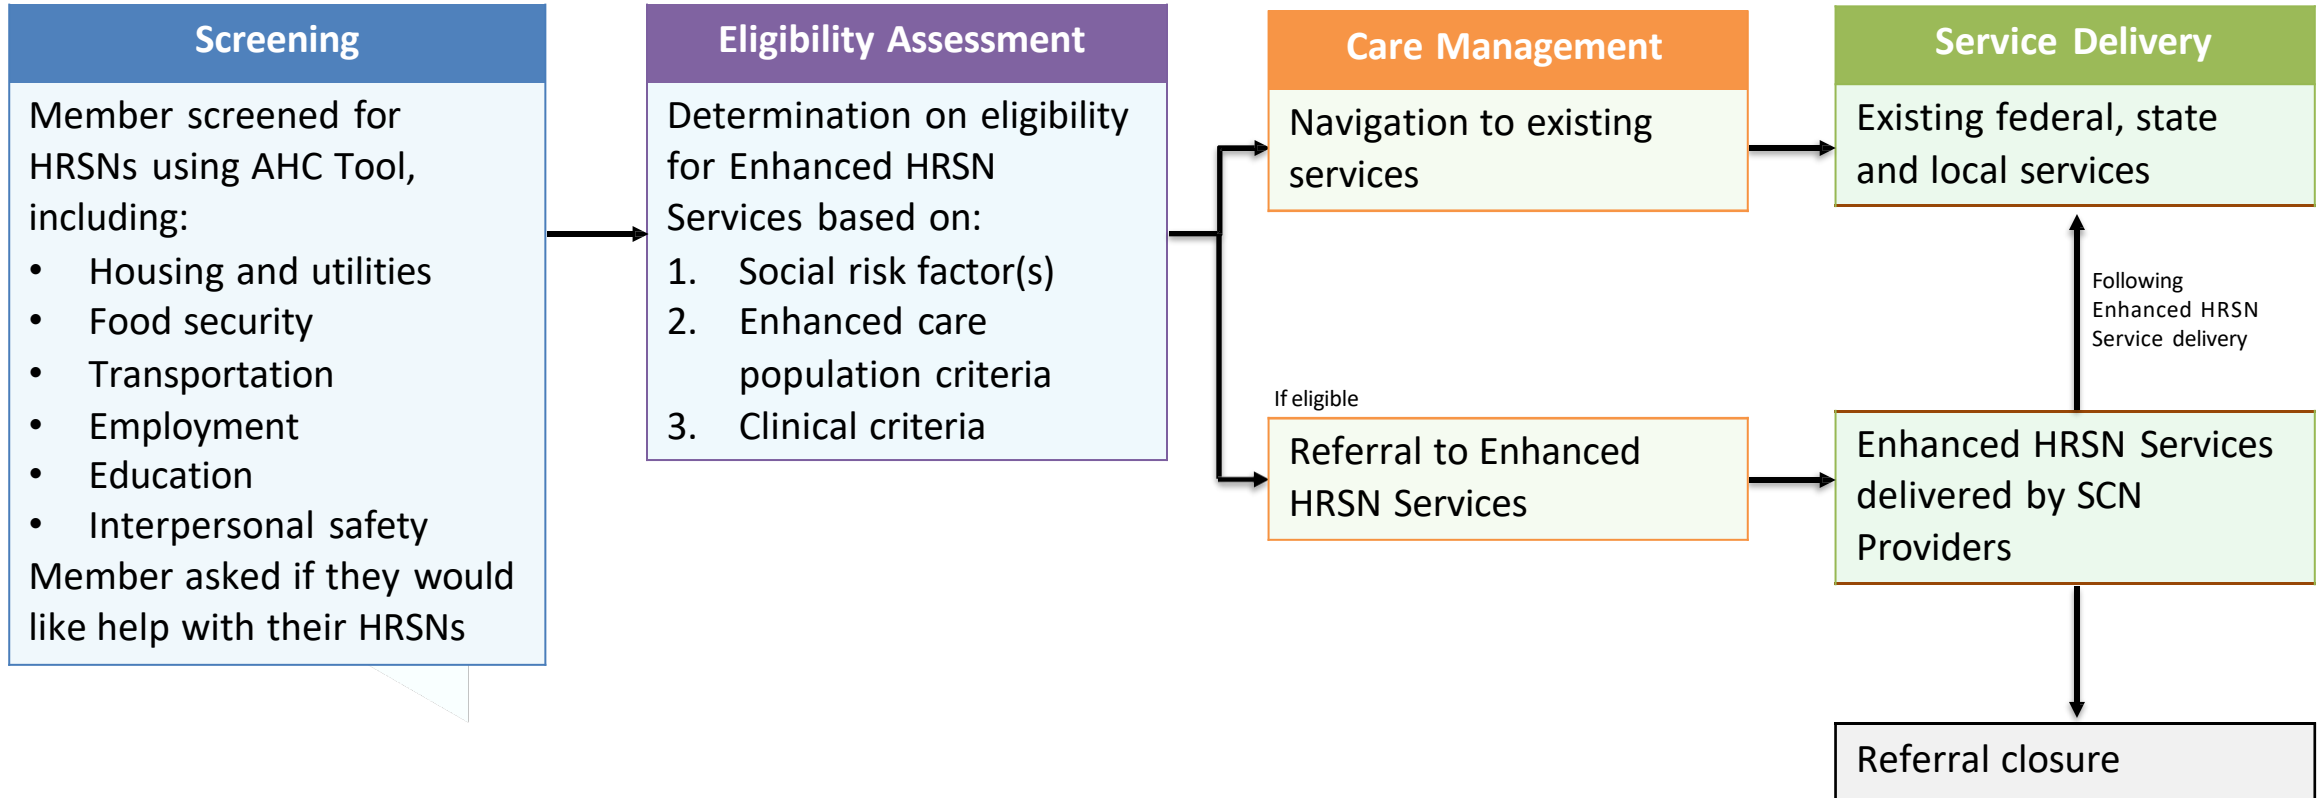 Screening
Member screened for
HRSNs using AHC Tool,
including:
• Housing and utilities
• Food security
• Transportation
• Employment
• Education
• Interpersonal safety
Member asked if they would
like help with their HRSNs
Eligibility Assessment
Determination on eligibility
for Enhanced HRSN
Services based on:
1. Social risk factor(s)
2. Enhanced care
population criteria
3. Clinical criteria
Care Management
Navigation to existing
services
If eligible
Referral to Enhanced
HRSN Services
Service Delivery
Existing federal, state
and local services
Following
Enhanced HRSN
Service delivery
Enhanced HRSN Services
delivered by SCN
Providers
Referral closure